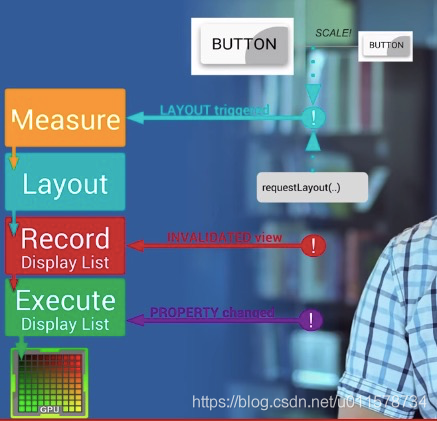 BUTTON
SCALE!
BUTTON
LAYOUT triggered
!
Measure
Layout
requestLayout(..)
Record
Display List
INVALIDATED view
!
Execute
Display List
PROPERTY changed
!
GPU
https://blog.csdn.net/u011578734